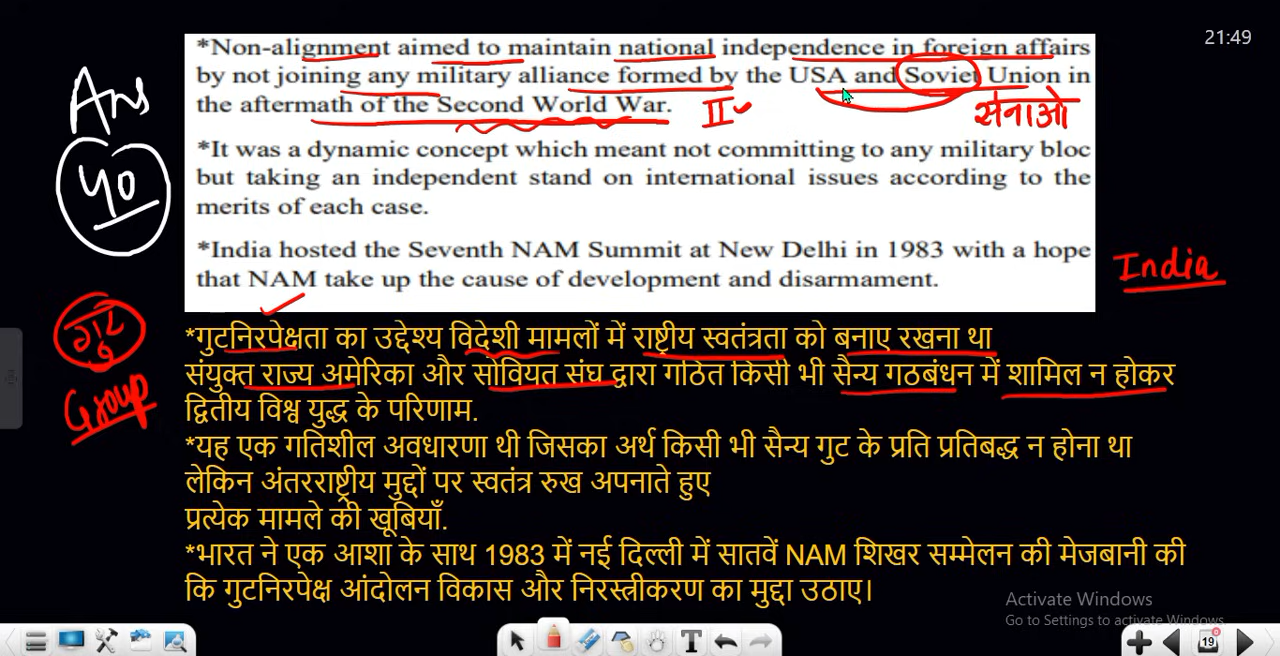 21:49
*Non-alignment aimed to maintain national independence in foreign affairs
by not joining any military alliance formed by the USA and Soviet Union in
the aftermath of the Second World War.
II
सेनाओ
Ans
*It was a dynamic concept which meant not committing to any military bloc
but taking an independent stand on international issues according to the
merits of each case.
*India hosted the Seventh NAM Summit at New Delhi in 1983 with a hope
that NAM take up the cause of development and disarmament.
India
गुट
Group
*गुटनिरपेक्षता का उद्देश्य विदेशी मामलों में राष्ट्रीय स्वतंत्रता को बनाए रखना था
संयुक्त राज्य अमेरिका और सोवियत संघ द्वारा गठित किसी भी सैन्य गठबंधन में शामिल न होकर
द्वितीय विश्व युद्ध के परिणाम.
*यह एक गतिशील अवधारणा थी जिसका अर्थ किसी भी सैन्य गुट के प्रति प्रतिबद्ध न होना था
लेकिन अंतरराष्ट्रीय मुद्दों पर स्वतंत्र रुख अपनाते हुए
प्रत्येक मामले की खूबियाँ.
*भारत ने एक आशा के साथ 1983 में नई दिल्ली में सातवें NAM शिखर सम्मेलन की मेजबानी की
कि गुटनिरपेक्ष आंदोलन विकास और निरस्त्रीकरण का मुद्दा उठाए।
Activate Windows
Go to Settings to activate Windows.
T
19